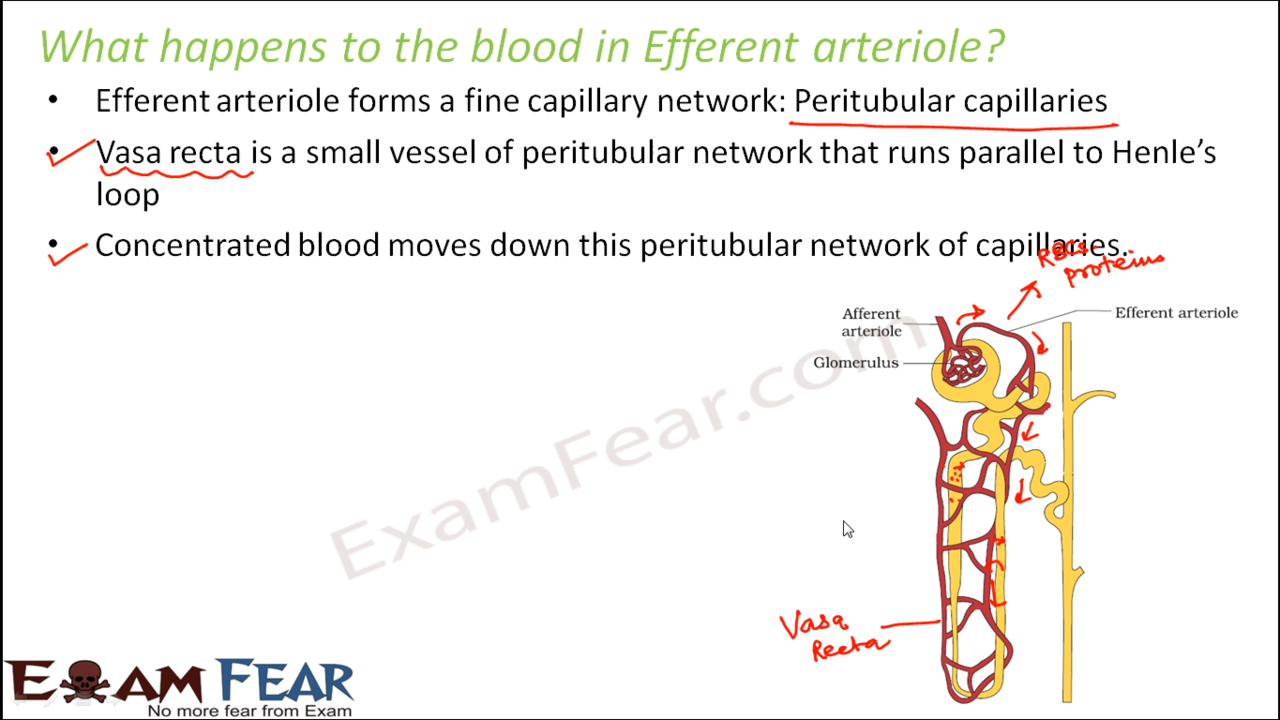 What happens to the blood in Efferent arteriole?
• Efferent arteriole forms a fine capillary network: Peritubular capillaries
• Vasa recta is a small vessel of peritubular network that runs parallel to Henle's
loop
• Concentrated blood moves down this peritubular network of capillaries.
RBCs.
proteins
Afferent
arteriole
Efferent arteriole
Glomerulus
ExamFear.com
Vasa
Recta
EXAM FEAR
No more fear from Exam